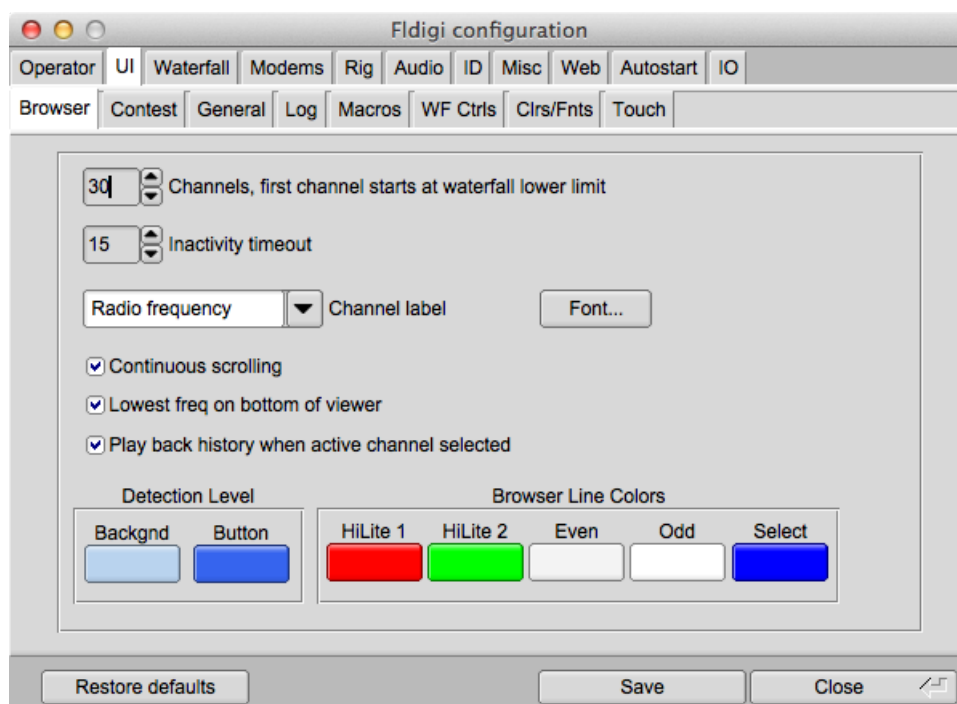 Fldigi configuration
Operator UI Waterfall Modems Rig Audio ID Misc Web Autostart IO
Browser Contest General Log Macros WF Ctrls Clrs/Fnts Touch
30 Channels, first channel starts at waterfall lower limit
15 Inactivity timeout
Radio frequency Channel label Font...
Continuous scrolling
Lowest freq on bottom of viewer
Play back history when active channel selected
Detection Level Browser Line Colors
Backgnd Button HiLite 1 HiLite 2 Even Odd Select
Restore defaults Save Close